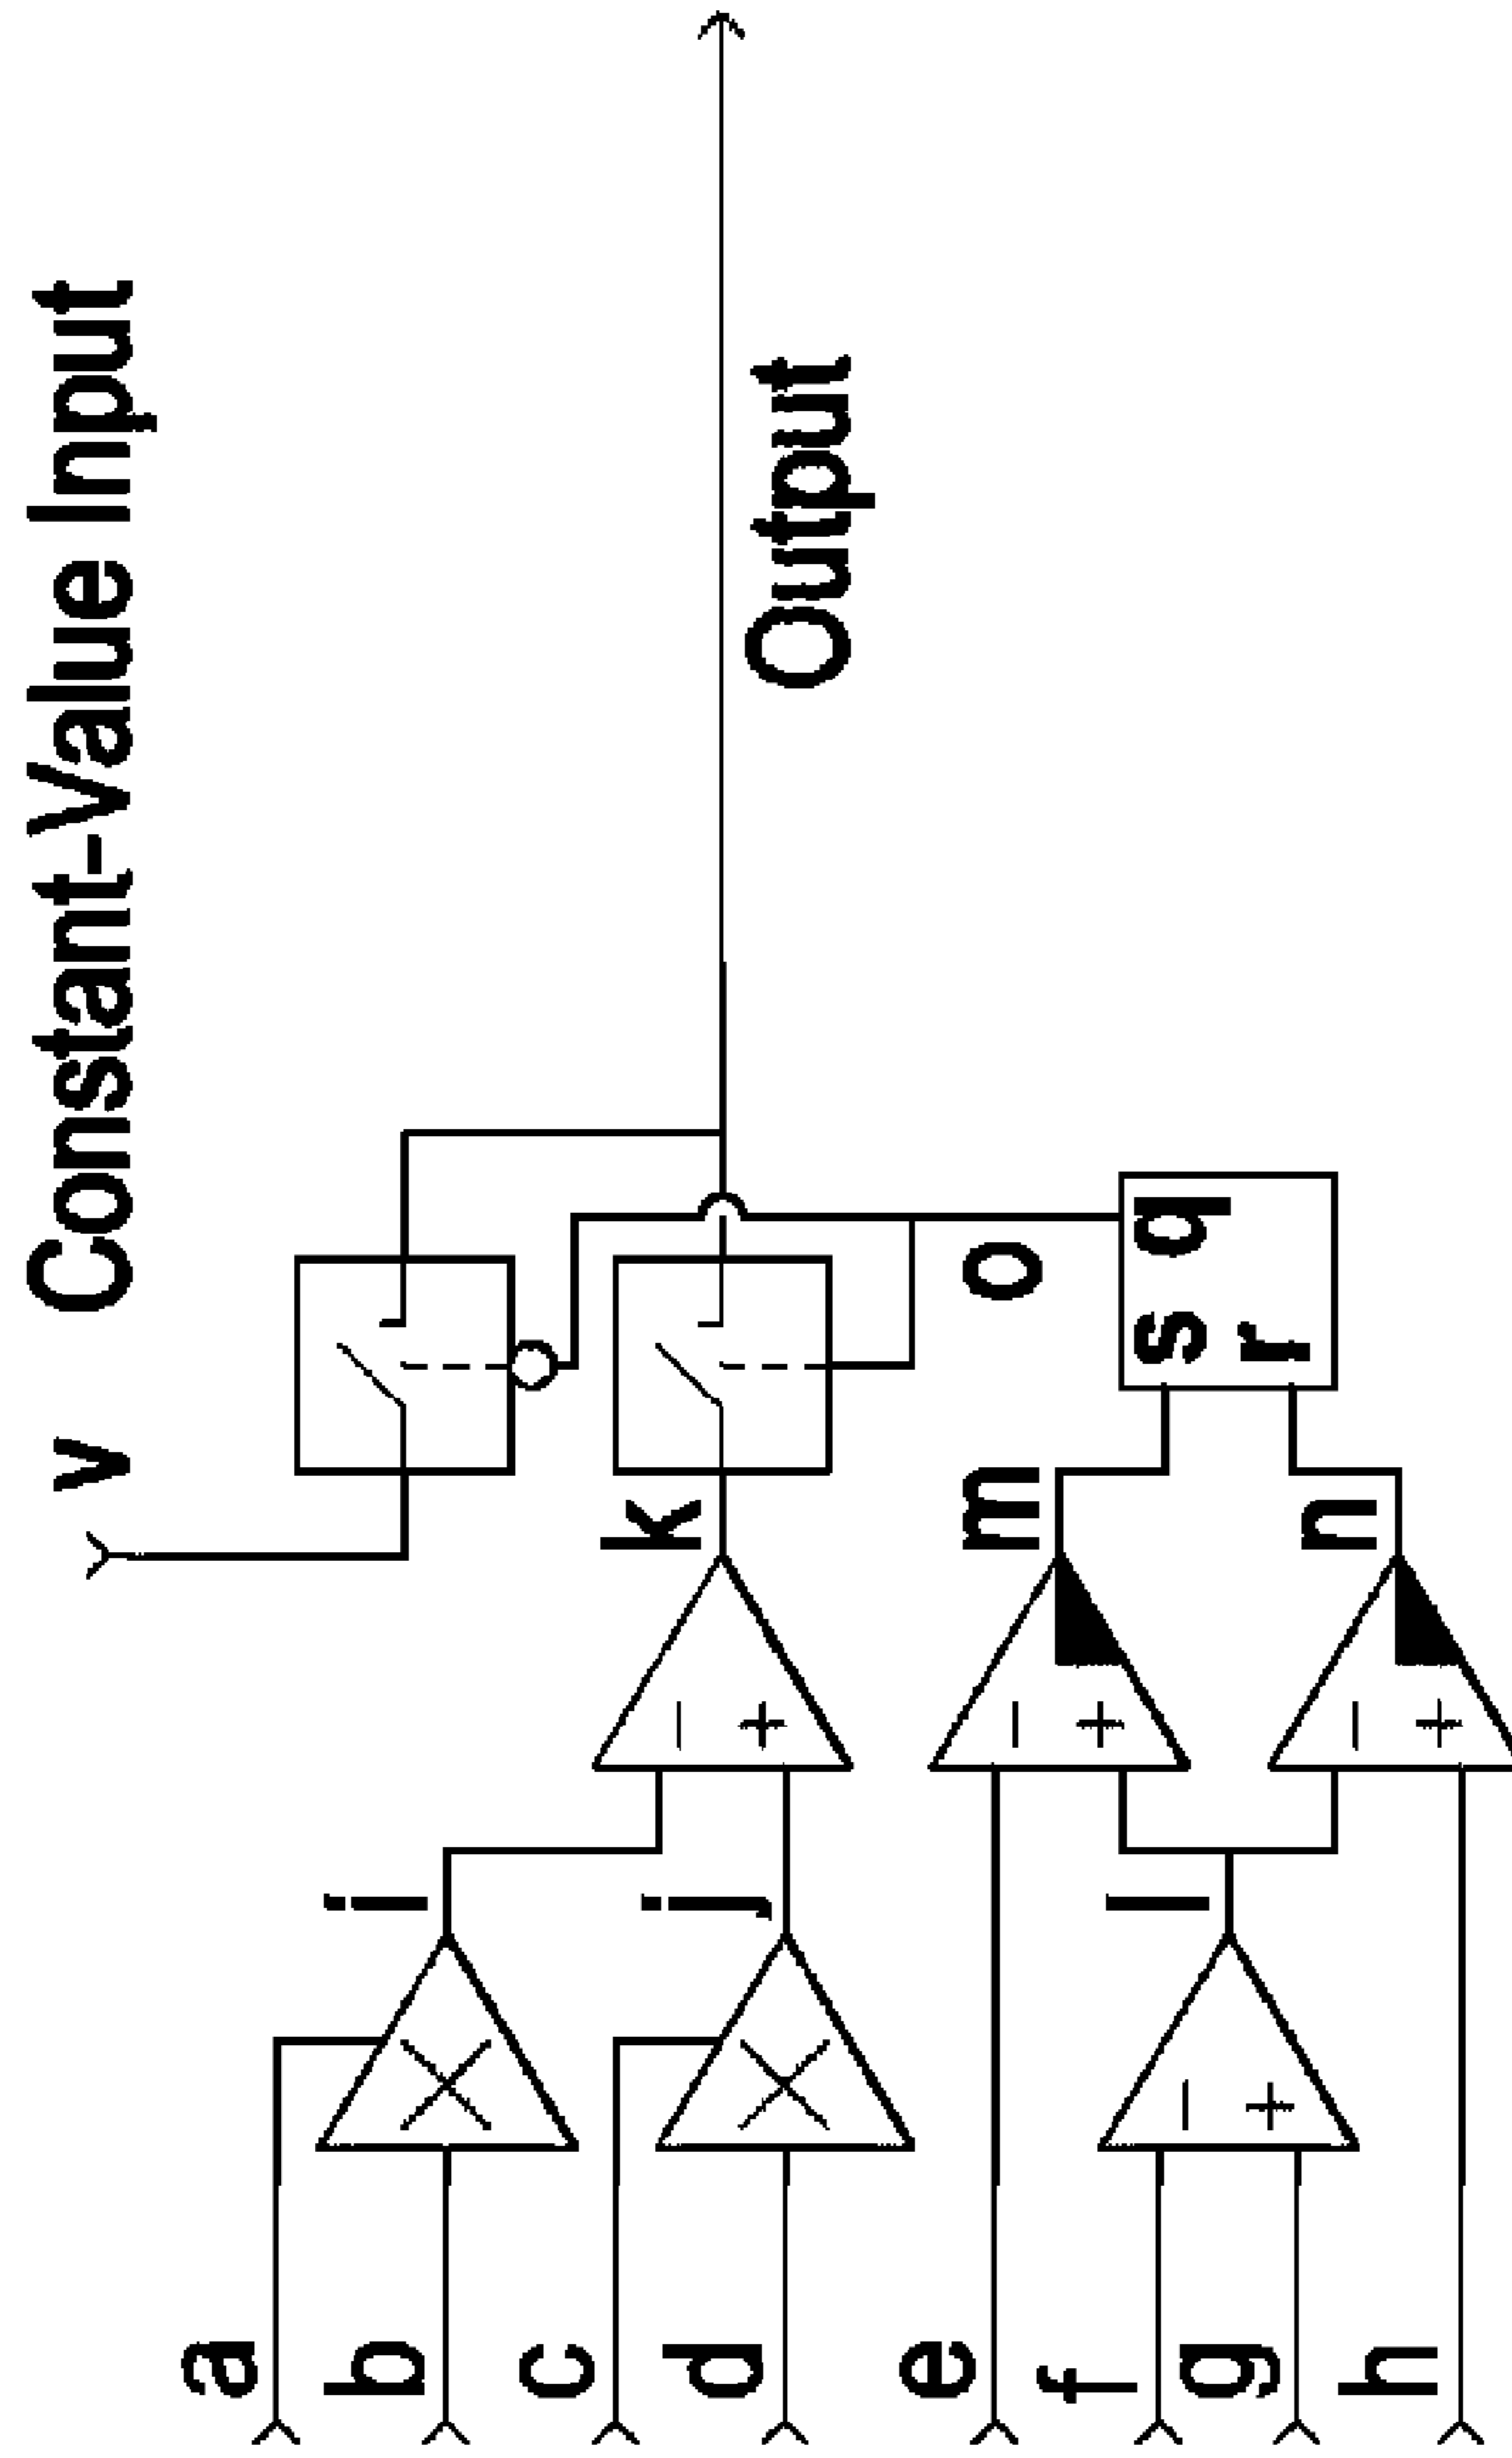 v Constant-Value Input
Output
a
b
c
d
e
f
g
h
i
j
k
l
m
n
o
s q
r